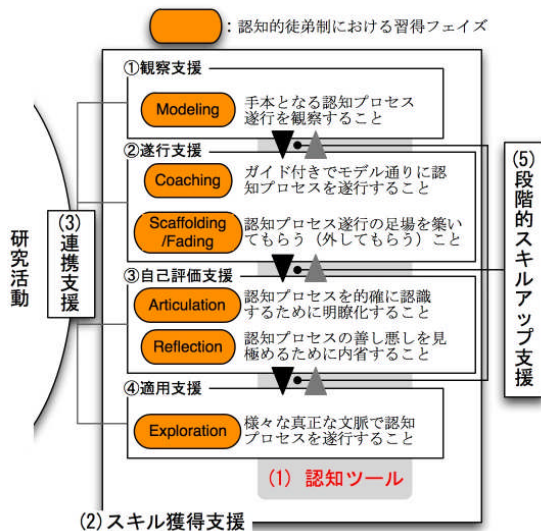 ：認知的徒弟制における習得フェイズ
①観察支援
Modeling
手本となる認知プロセス
遂行を観察すること
②遂行支援
Coaching
ガイド付きでモデル通りに認
知プロセスを遂行すること
Scaffolding
/Fading
認知プロセス遂行の足場を築い
てもらう（外してもらう）こと
③自己評価支援
Articulation
認知プロセスを的確に認識
するために明瞭化すること
Reflection
認知プロセスの善し悪しを見
極めるために内省すること
④適用支援
Exploration
様々な真正な文脈で認知
プロセスを遂行すること
(1) 認知ツール
(2)スキル獲得支援
(3)連携支援
研究活動
(5)段階的スキルアップ支援